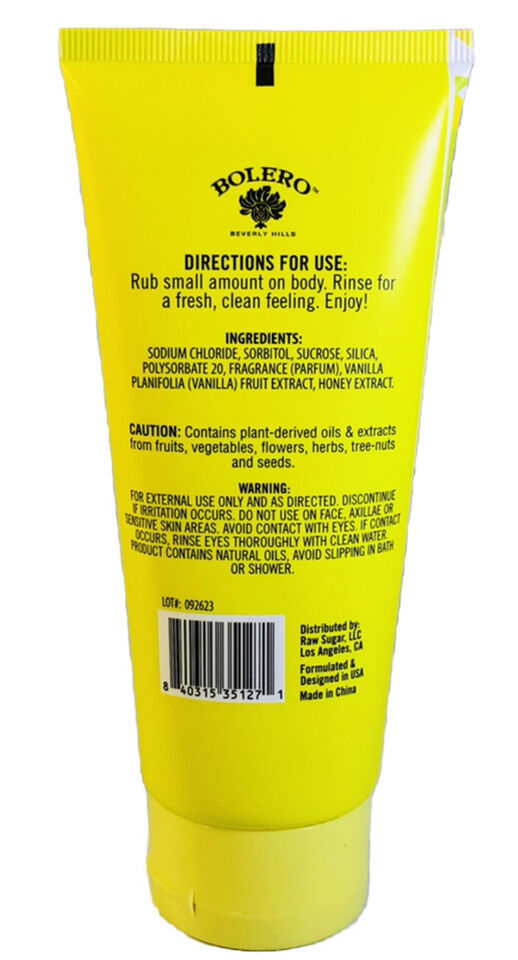 BOLERO™
BEVERLY HILLS
DIRECTIONS FOR USE:
Rub small amount on body. Rinse for
a fresh, clean feeling. Enjoy!
INGREDIENTS:
SODIUM CHLORIDE, SORBITOL, SUCROSE, SILICA,
POLYSORBATE 20, FRAGRANCE (PARFUM), VANILLA
PLANIFOLIA (VANILLA) FRUIT EXTRACT, HONEY EXTRACT.
CAUTION: Contains plant-derived oils & extracts
from fruits, vegetables, flowers, herbs, tree-nuts
and seeds.
WARNING:
FOR EXTERNAL USE ONLY AND AS DIRECTED. DISCONTINUE
IF IRRITATION OCCURS. DO NOT USE ON FACE, AXILLAE OR
SENSITIVE SKIN AREAS. AVOID CONTACT WITH EYES. IF CONTACT
OCCURS, RINSE EYES THOROUGHLY WITH CLEAN WATER.
PRODUCT CONTAINS NATURAL OILS, AVOID SLIPPING IN BATH
OR SHOWER.
LOT#: 092623
8 40315 35127 1
Distributed by:
Raw Sugar, LLC
Los Angeles, CA
Formulated &
Designed in USA
Made in China